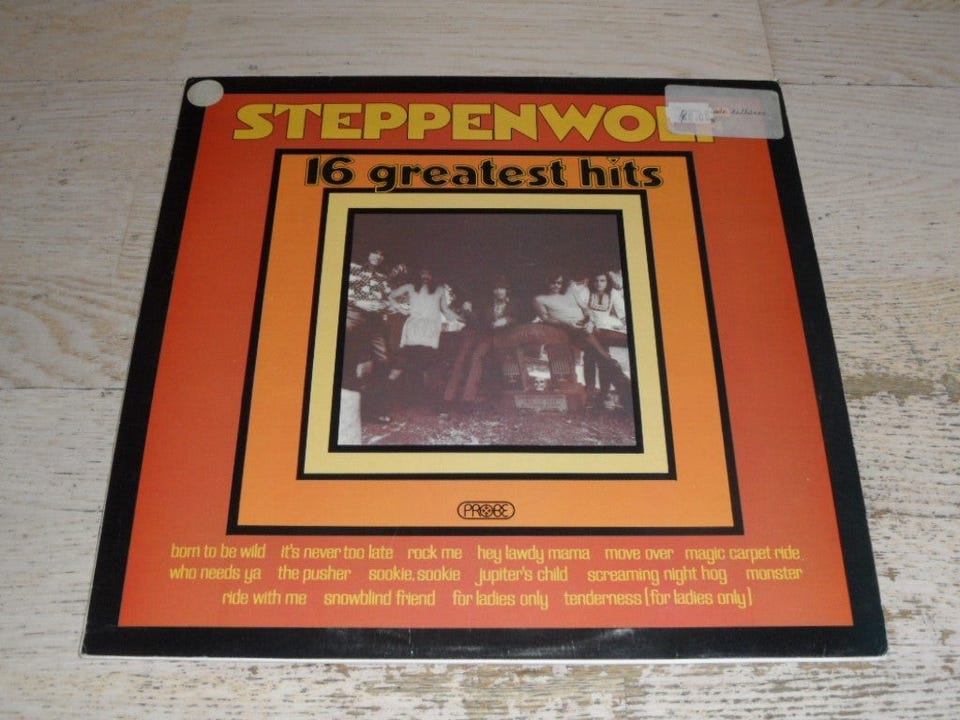 STEPPENWOLF
16 greatest hits
PROBE
born to be wild it's never too late rock me hey lawdy mama move over magic carpet ride
who needs ya the pusher sookie, sookie jupiter's child screaming night hog monster
ride with me snowblind friend for ladies only tenderness (for ladies only)